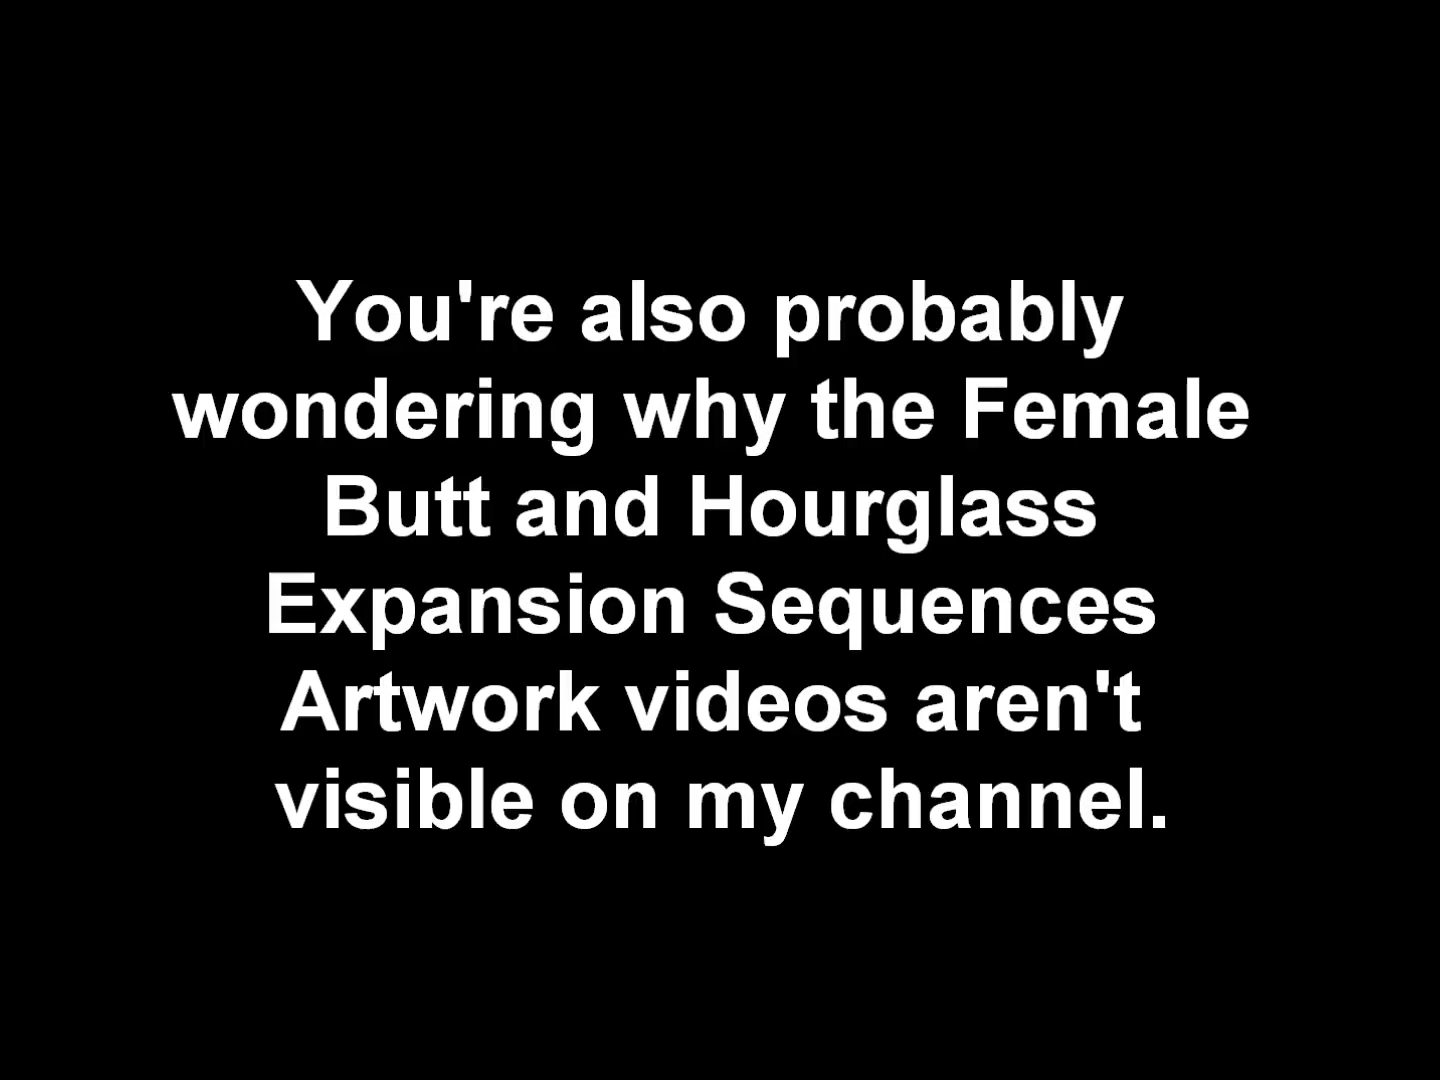 You're also probably
wondering why the Female
Butt and Hourglass
Expansion Sequences
Artwork videos aren't
visible on my channel.